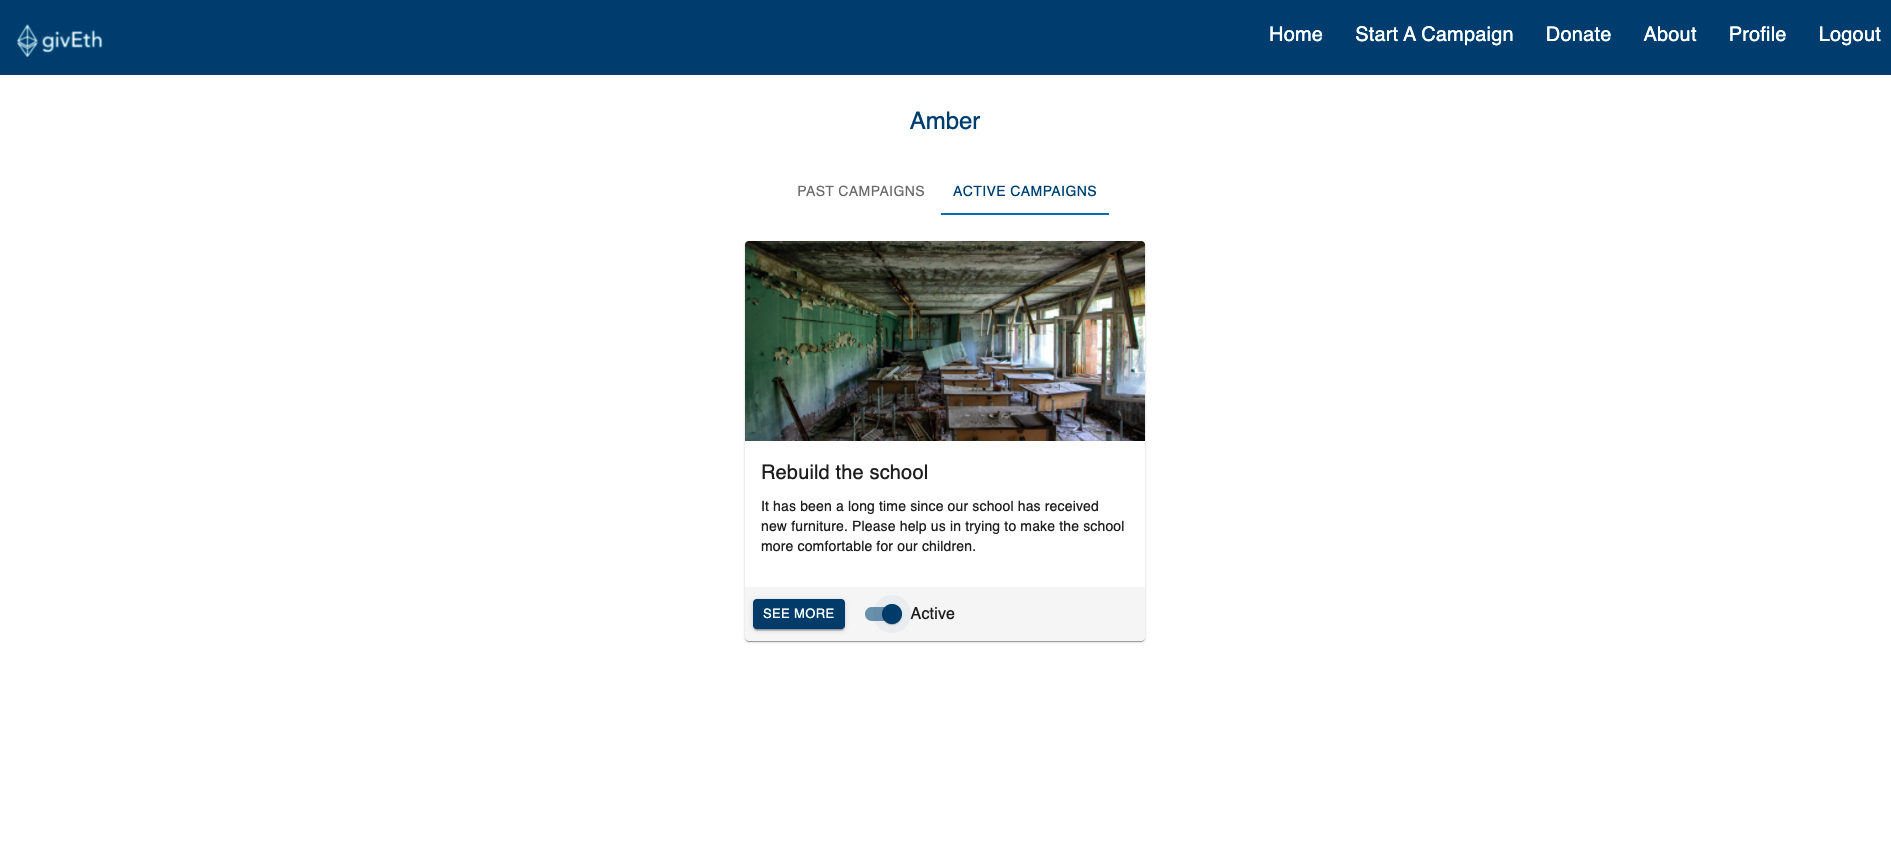 givEth
Home Start A Campaign Donate About Profile Logout
Amber
PAST CAMPAIGNS ACTIVE CAMPAIGNS
Rebuild the school
It has been a long time since our school has received
new furniture. Please help us in trying to make the school
more comfortable for our children.
SEE MORE Active